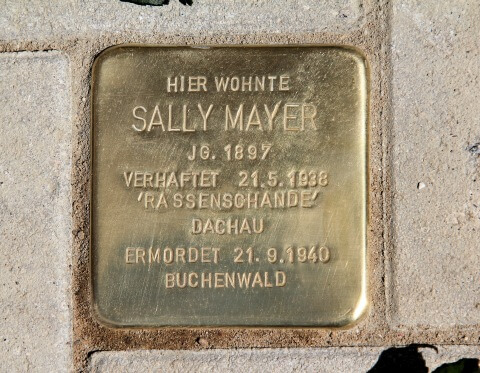 HIER WOHNTE
SALLY MAYER
JG. 1897
VERHAFTET 21.5.1938
'RASSENSCHANDE'
DACHAU
ERMORDET 21.9.1940
BUCHENWALD